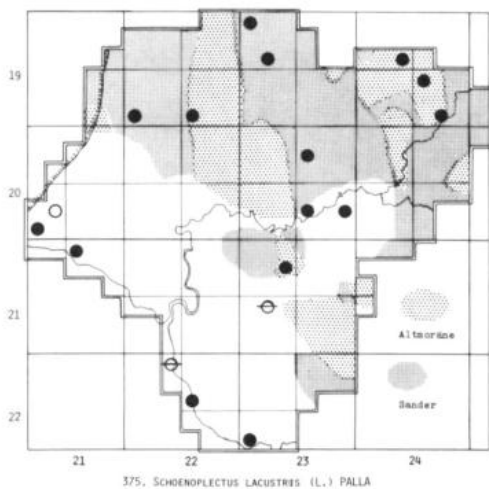 19
20
21
Altmoräne
Sander
22
21 22 23 24
375. SCHOENOPLECTUS LACUSTRIS (L.) PALLA